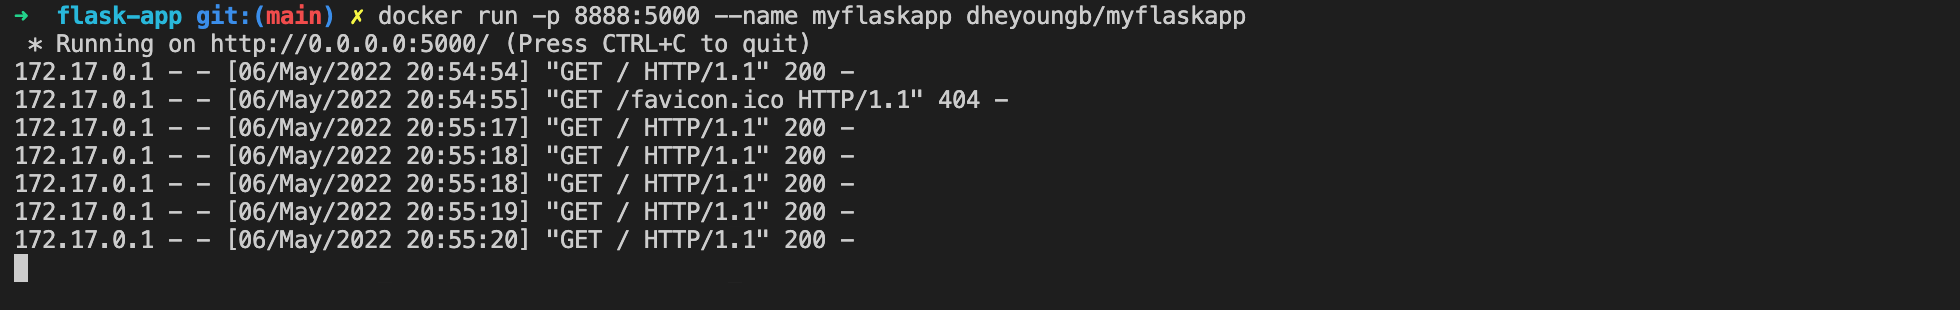 ➜  flask-app git:(main) ✗ docker run -p 8888:5000 --name myflaskapp dheyoungb/myflaskapp
 * Running on http://0.0.0.0:5000/ (Press CTRL+C to quit)
172.17.0.1 - - [06/May/2022 20:54:54] "GET / HTTP/1.1" 200 -
172.17.0.1 - - [06/May/2022 20:54:55] "GET /favicon.ico HTTP/1.1" 404 -
172.17.0.1 - - [06/May/2022 20:55:17] "GET / HTTP/1.1" 200 -
172.17.0.1 - - [06/May/2022 20:55:18] "GET / HTTP/1.1" 200 -
172.17.0.1 - - [06/May/2022 20:55:18] "GET / HTTP/1.1" 200 -
172.17.0.1 - - [06/May/2022 20:55:19] "GET / HTTP/1.1" 200 -
172.17.0.1 - - [06/May/2022 20:55:20] "GET / HTTP/1.1" 200 -